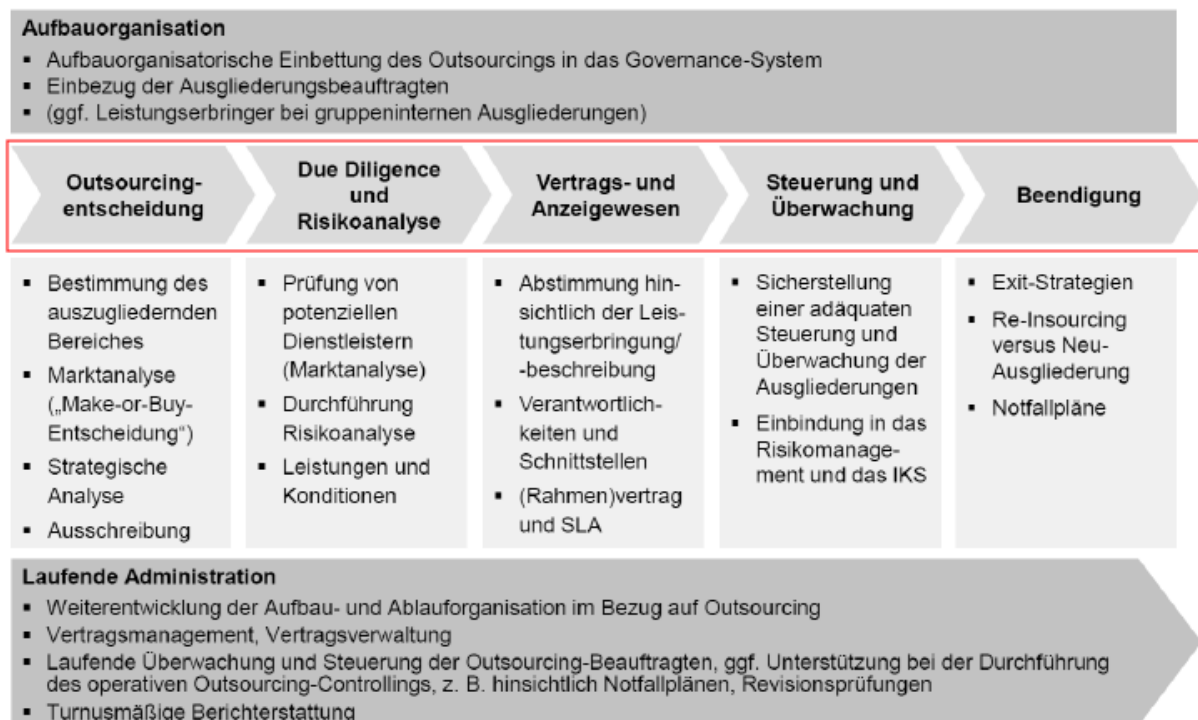 Aufbauorganisation
▪ Aufbauorganisatorische Einbettung des Outsourcings in das Governance-System
▪ Einbezug der Ausgliederungsbeauftragten
▪ (ggf. Leistungserbringer bei gruppeninternen Ausgliederungen)
Outsourcing-
entscheidung
Due Diligence
und
Risikoanalyse
Vertrags- und
Anzeigewesen
Steuerung und
Überwachung
Beendigung
▪ Bestimmung des
auszugliedernden
Bereiches
▪ Marktanalyse
(„Make-or-Buy-
Entscheidung“)
▪ Strategische
Analyse
▪ Ausschreibung
▪ Prüfung von
potenziellen
Dienstleistern
(Marktanalyse)
▪ Durchführung
Risikoanalyse
▪ Leistungen und
Konditionen
▪ Abstimmung hin-
sichtlich der Leis-
tungserbringung/
-beschreibung
▪ Verantwortlich-
keiten und
Schnittstellen
▪ (Rahmen)vertrag
und SLA
▪ Sicherstellung
einer adäquaten
Steuerung und
Überwachung der
Ausgliederungen
▪ Einbindung in das
Risikomanage-
ment und das IKS
▪ Exit-Strategien
▪ Re-Insourcing
versus Neu-
Ausgliederung
▪ Notfallpläne
Laufende Administration
▪ Weiterentwicklung der Aufbau- und Ablauforganisation im Bezug auf Outsourcing
▪ Vertragsmanagement, Vertragsverwaltung
▪ Laufende Überwachung und Steuerung der Outsourcing-Beauftragten, ggf. Unterstützung bei der Durchführung
des operativen Outsourcing-Controllings, z. B. hinsichtlich Notfallplänen, Revisionsprüfungen
▪ Turnusmäßige Berichterstattung